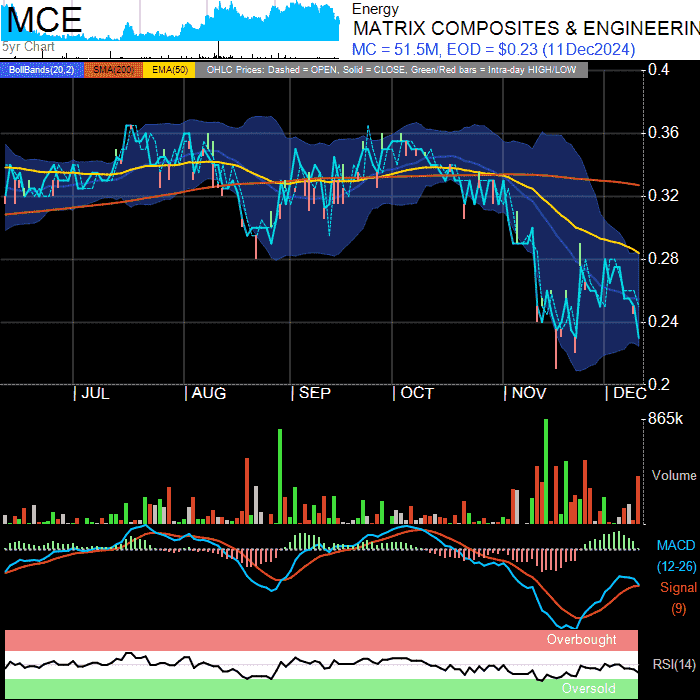 MCE
5yr Chart
Energy
MATRIX COMPOSITES & ENGINEERIN
MC = 51.5M, EOD = $0.23 (11Dec2024)
BollBands(20,2) SMA(200) EMA(50) OHLC Prices: Dashed = OPEN, Solid = CLOSE, Green/Red bars = Intra-day HIGH/LOW
0.4
0.36
0.32
0.28
0.24
0.2
| JUL | AUG | SEP | OCT | NOV | DEC
865k
Volume
MACD
(12-26)
Signal
(9)
Overbought
RSI(14)
Oversold